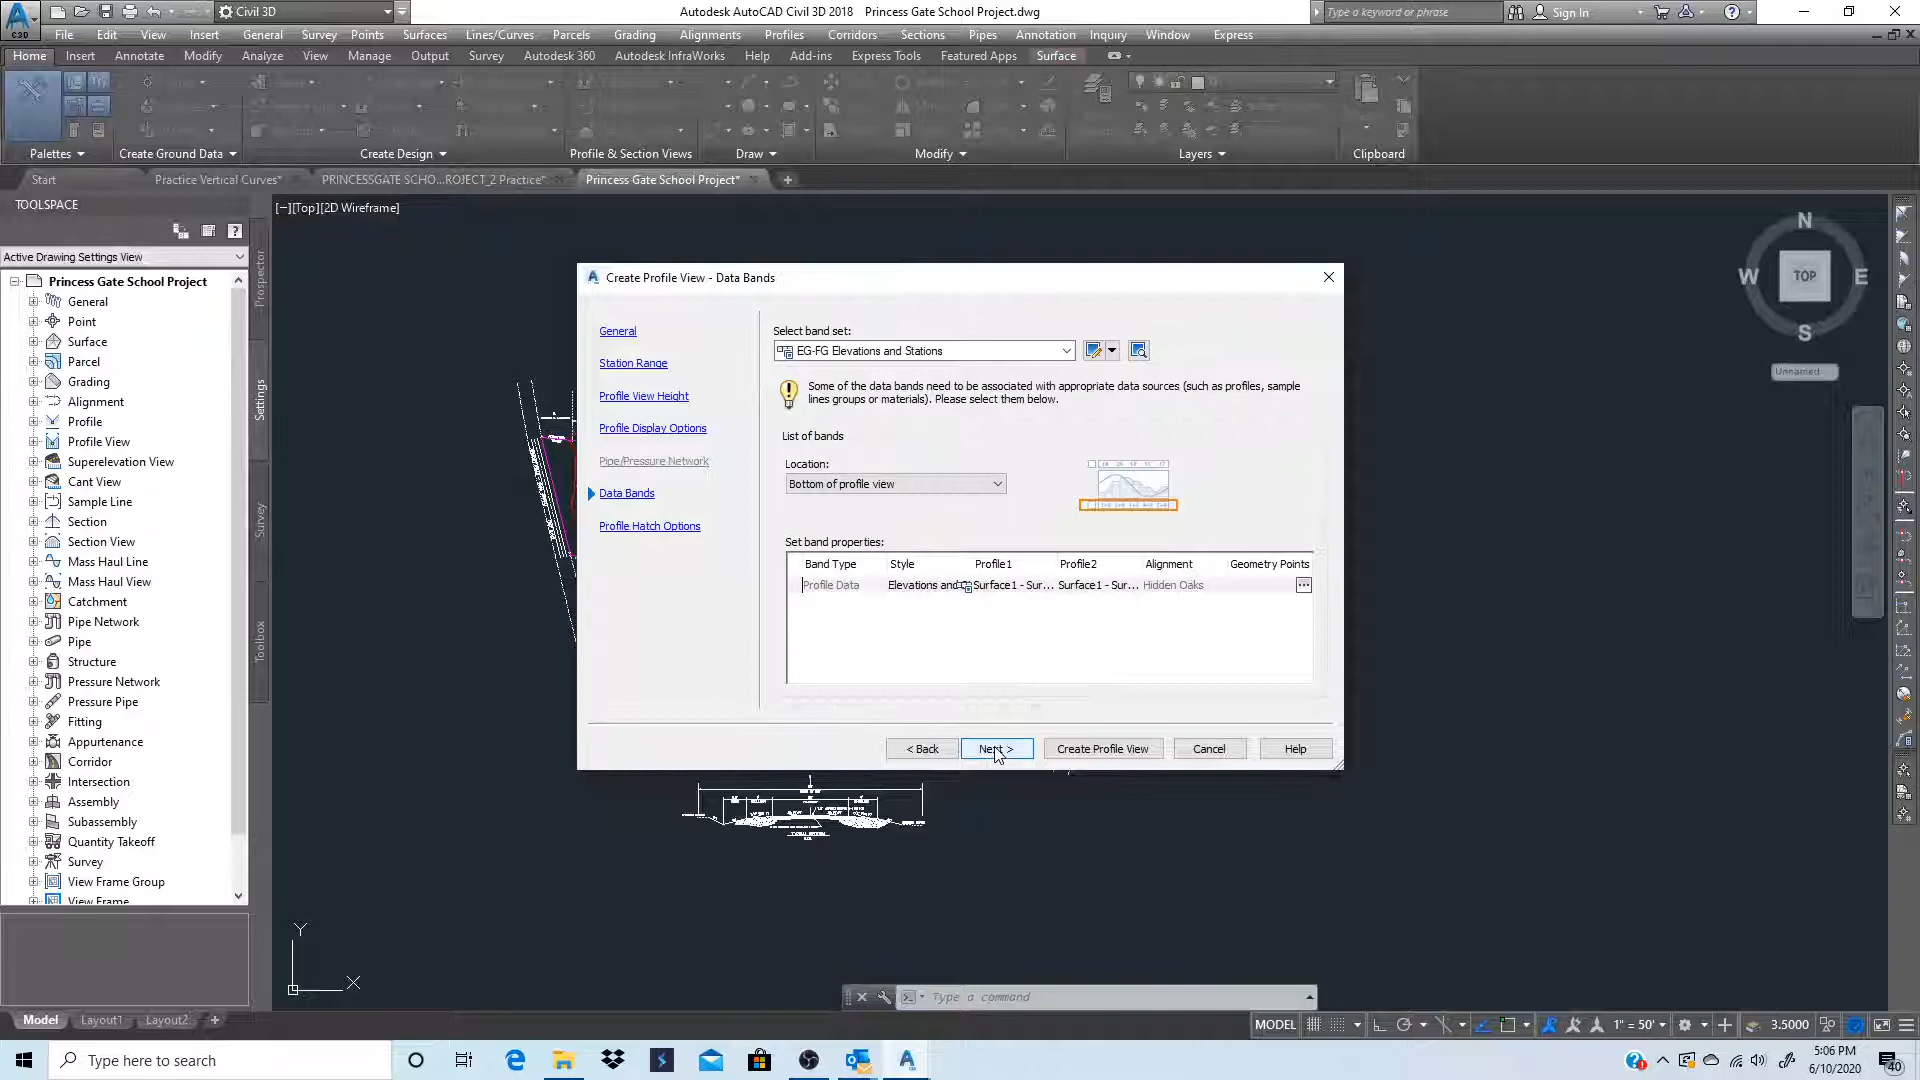 Civil 3D
Autodesk AutoCAD Civil 3D 2018 Princess Gate School Project.dwg
Type a keyword or phrase
Sign In
C3D
File Edit View Insert General Survey Points Surfaces Lines/Curves Parcels Grading Alignments Profiles Corridors Sections Pipes Annotation Inquiry Window Express
Home Insert Annotate Modify Analyze View Manage Output Survey Autodesk 360 Autodesk InfraWorks Help Add-ins Express Tools Featured Apps Surface
Palettes Create Ground Data Create Design Profile & Section Views Draw Modify Layers Clipboard
Start Practice Vertical Curves* PRINCESSGATE SCHO...ROJECT_2 Practice* Princess Gate School Project*
TOOLSPACE
[−][Top][2D Wireframe]
Active Drawing Settings View
Princess Gate School Project
General
Point
Surface
Parcel
Grading
Alignment
Profile
Profile View
Superelevation View
Cant View
Sample Line
Section
Section View
Mass Haul Line
Mass Haul View
Catchment
Pipe Network
Pipe
Structure
Pressure Network
Pressure Pipe
Fitting
Appurtenance
Corridor
Intersection
Assembly
Subassembly
Quantity Takeoff
Survey
View Frame Group
View Frame
Prospector
Settings
Survey
Toolbox
Create Profile View - Data Bands
General
Station Range
Profile View Height
Profile Display Options
Pipe/Pressure Network
Data Bands
Profile Hatch Options
Select band set:
EG-FG Elevations and Stations
Some of the data bands need to be associated with appropriate data sources (such as profiles, sample
lines groups or materials). Please select them below.
List of bands
Location:
Bottom of profile view
Set band properties:
Band Type Style Profile1 Profile2 Alignment Geometry Points
Profile Data Elevations and Surface1 - Sur... Surface1 - Sur... Hidden Oaks ...
< Back Next > Create Profile View Cancel Help
N
W TOP E
S
Unnamed
Y
X
Type a command
Model Layout1 Layout2 +
MODEL 1" = 50' 3.5000
Type here to search
5:06 PM
6/10/2020
40